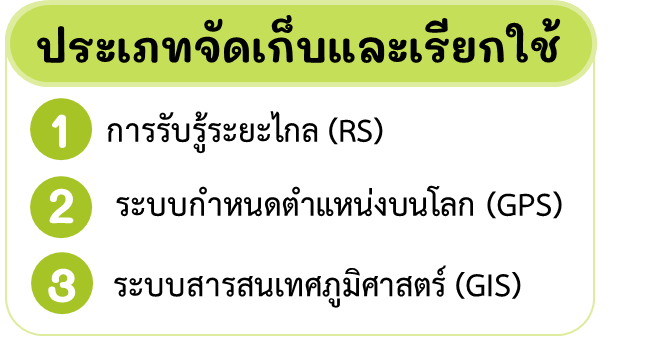 ประเภทจัดเก็บและเรียกใช้
1 การรับรู้ระยะไกล (RS)
2 ระบบกำหนดตำแหน่งบนโลก (GPS)
3 ระบบสารสนเทศภูมิศาสตร์ (GIS)